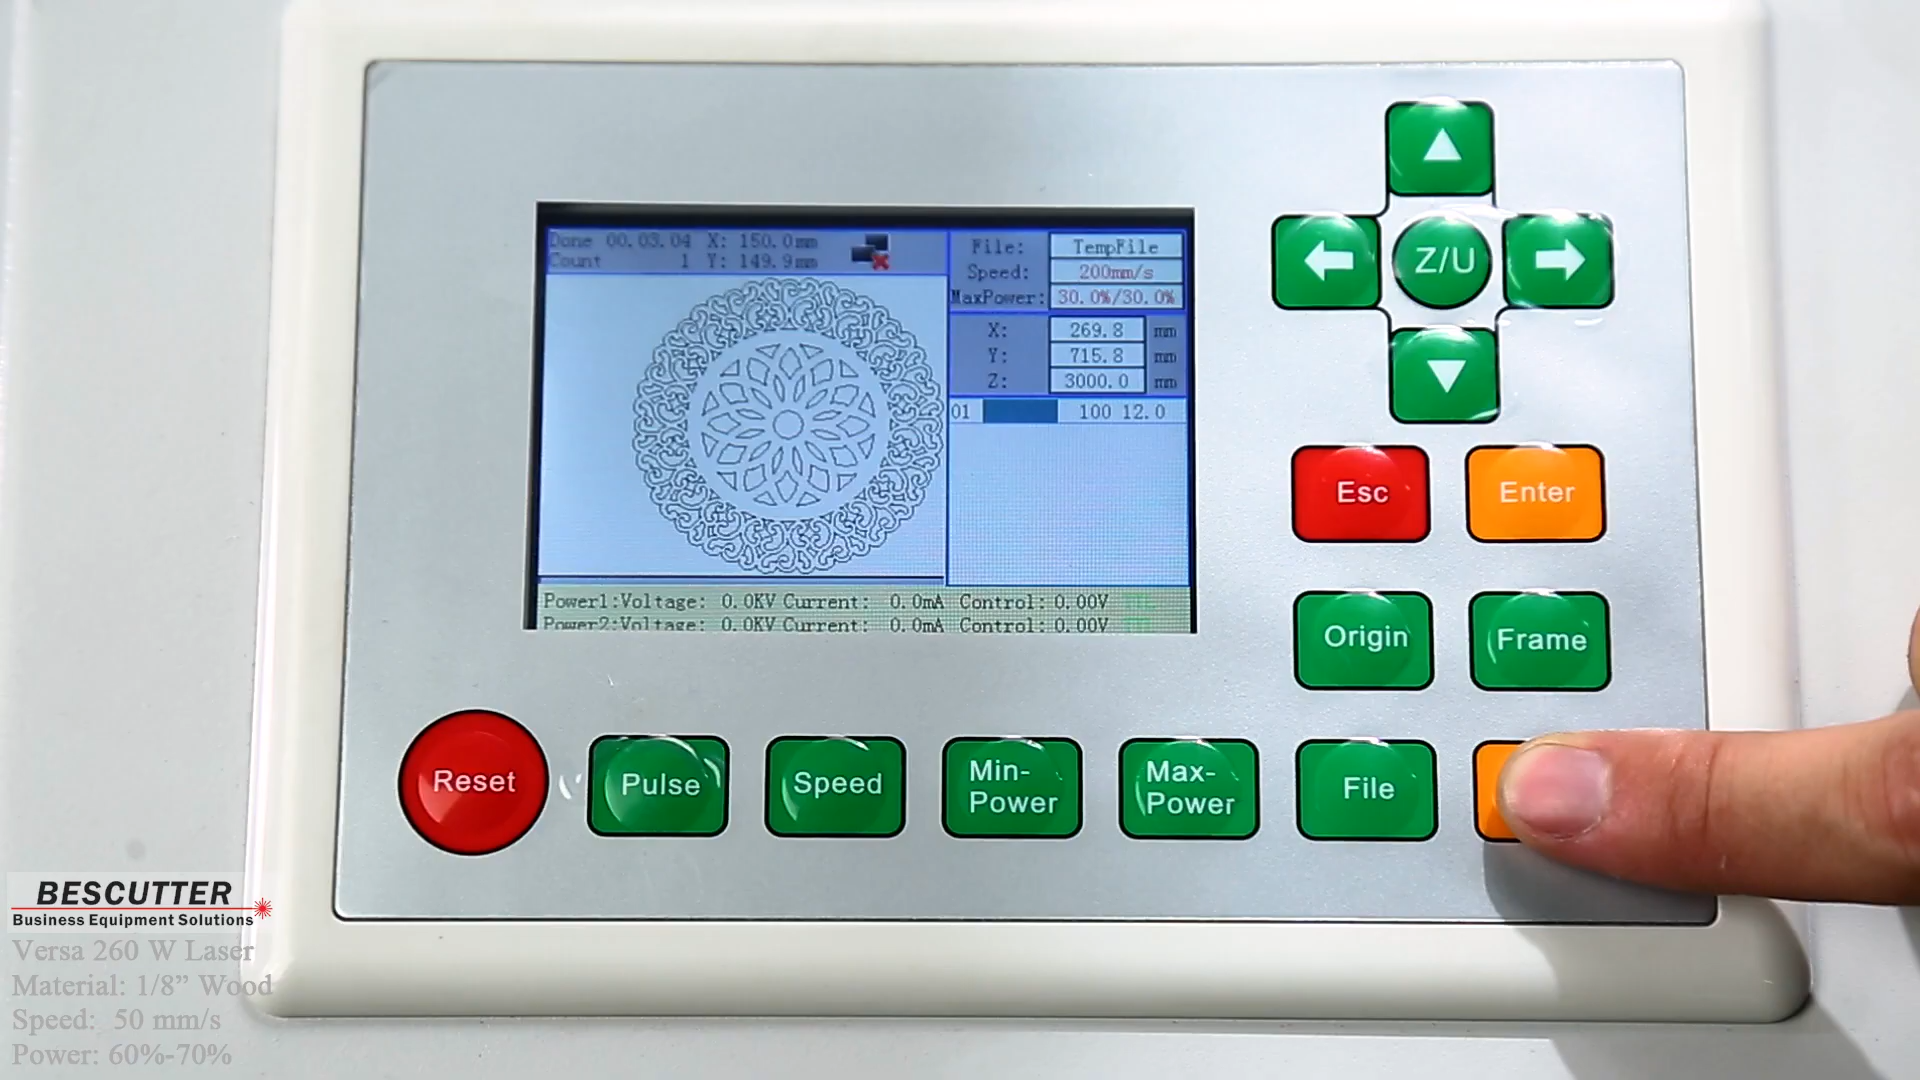 Done 00.03.04 X: 150.0mm
Count 1 Y: 149.9mm
File: TempFile
Speed: 200mm/s
MaxPower: 30.0%/30.0%
X: 269.8 mm
Y: 715.8 mm
Z: 3000.0 mm
01 100 12.0
Power1:Voltage: 0.0KV Current: 0.0mA Control: 0.00V
Power2:Voltage: 0.0KV Current: 0.0mA Control: 0.00V
Z/U
Esc
Enter
Origin
Frame
Reset
Pulse
Speed
Min-
Power
Max-
Power
File
BESCUTTER
Business Equipment Solutions
Versa 260 W Laser
Material: 1/8” Wood
Speed: 50 mm/s
Power: 60%-70%